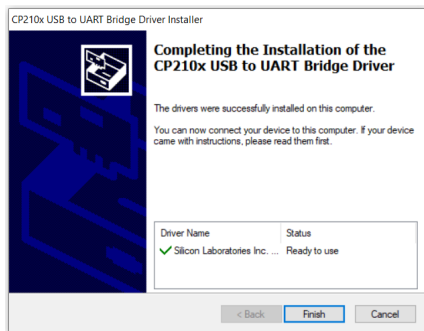 CP210x USB to UART Bridge Driver Installer
Completing the Installation of the
CP210x USB to UART Bridge Driver
The drivers were successfully installed on this computer.
You can now connect your device to this computer. If your device
came with instructions, please read them first.
Driver Name Status
Silicon Laboratories Inc. ... Ready to use
< Back Finish Cancel